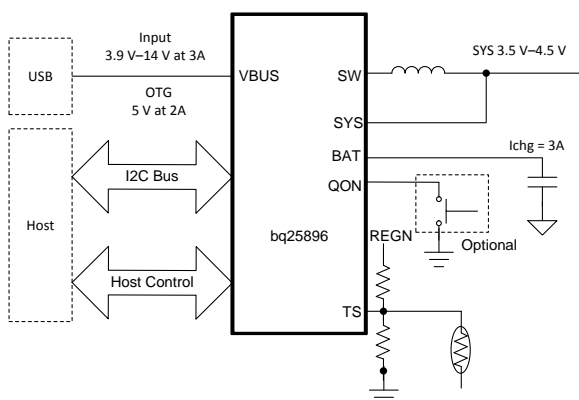 Input
3.9 V–14 V at 3A
SYS 3.5 V–4.5 V
USB
VBUS
SW
OTG
5 V at 2A
SYS
BAT
Ichg = 3A
I2C Bus
QON
Host
bq25896
REGN
Optional
Host Control
TS